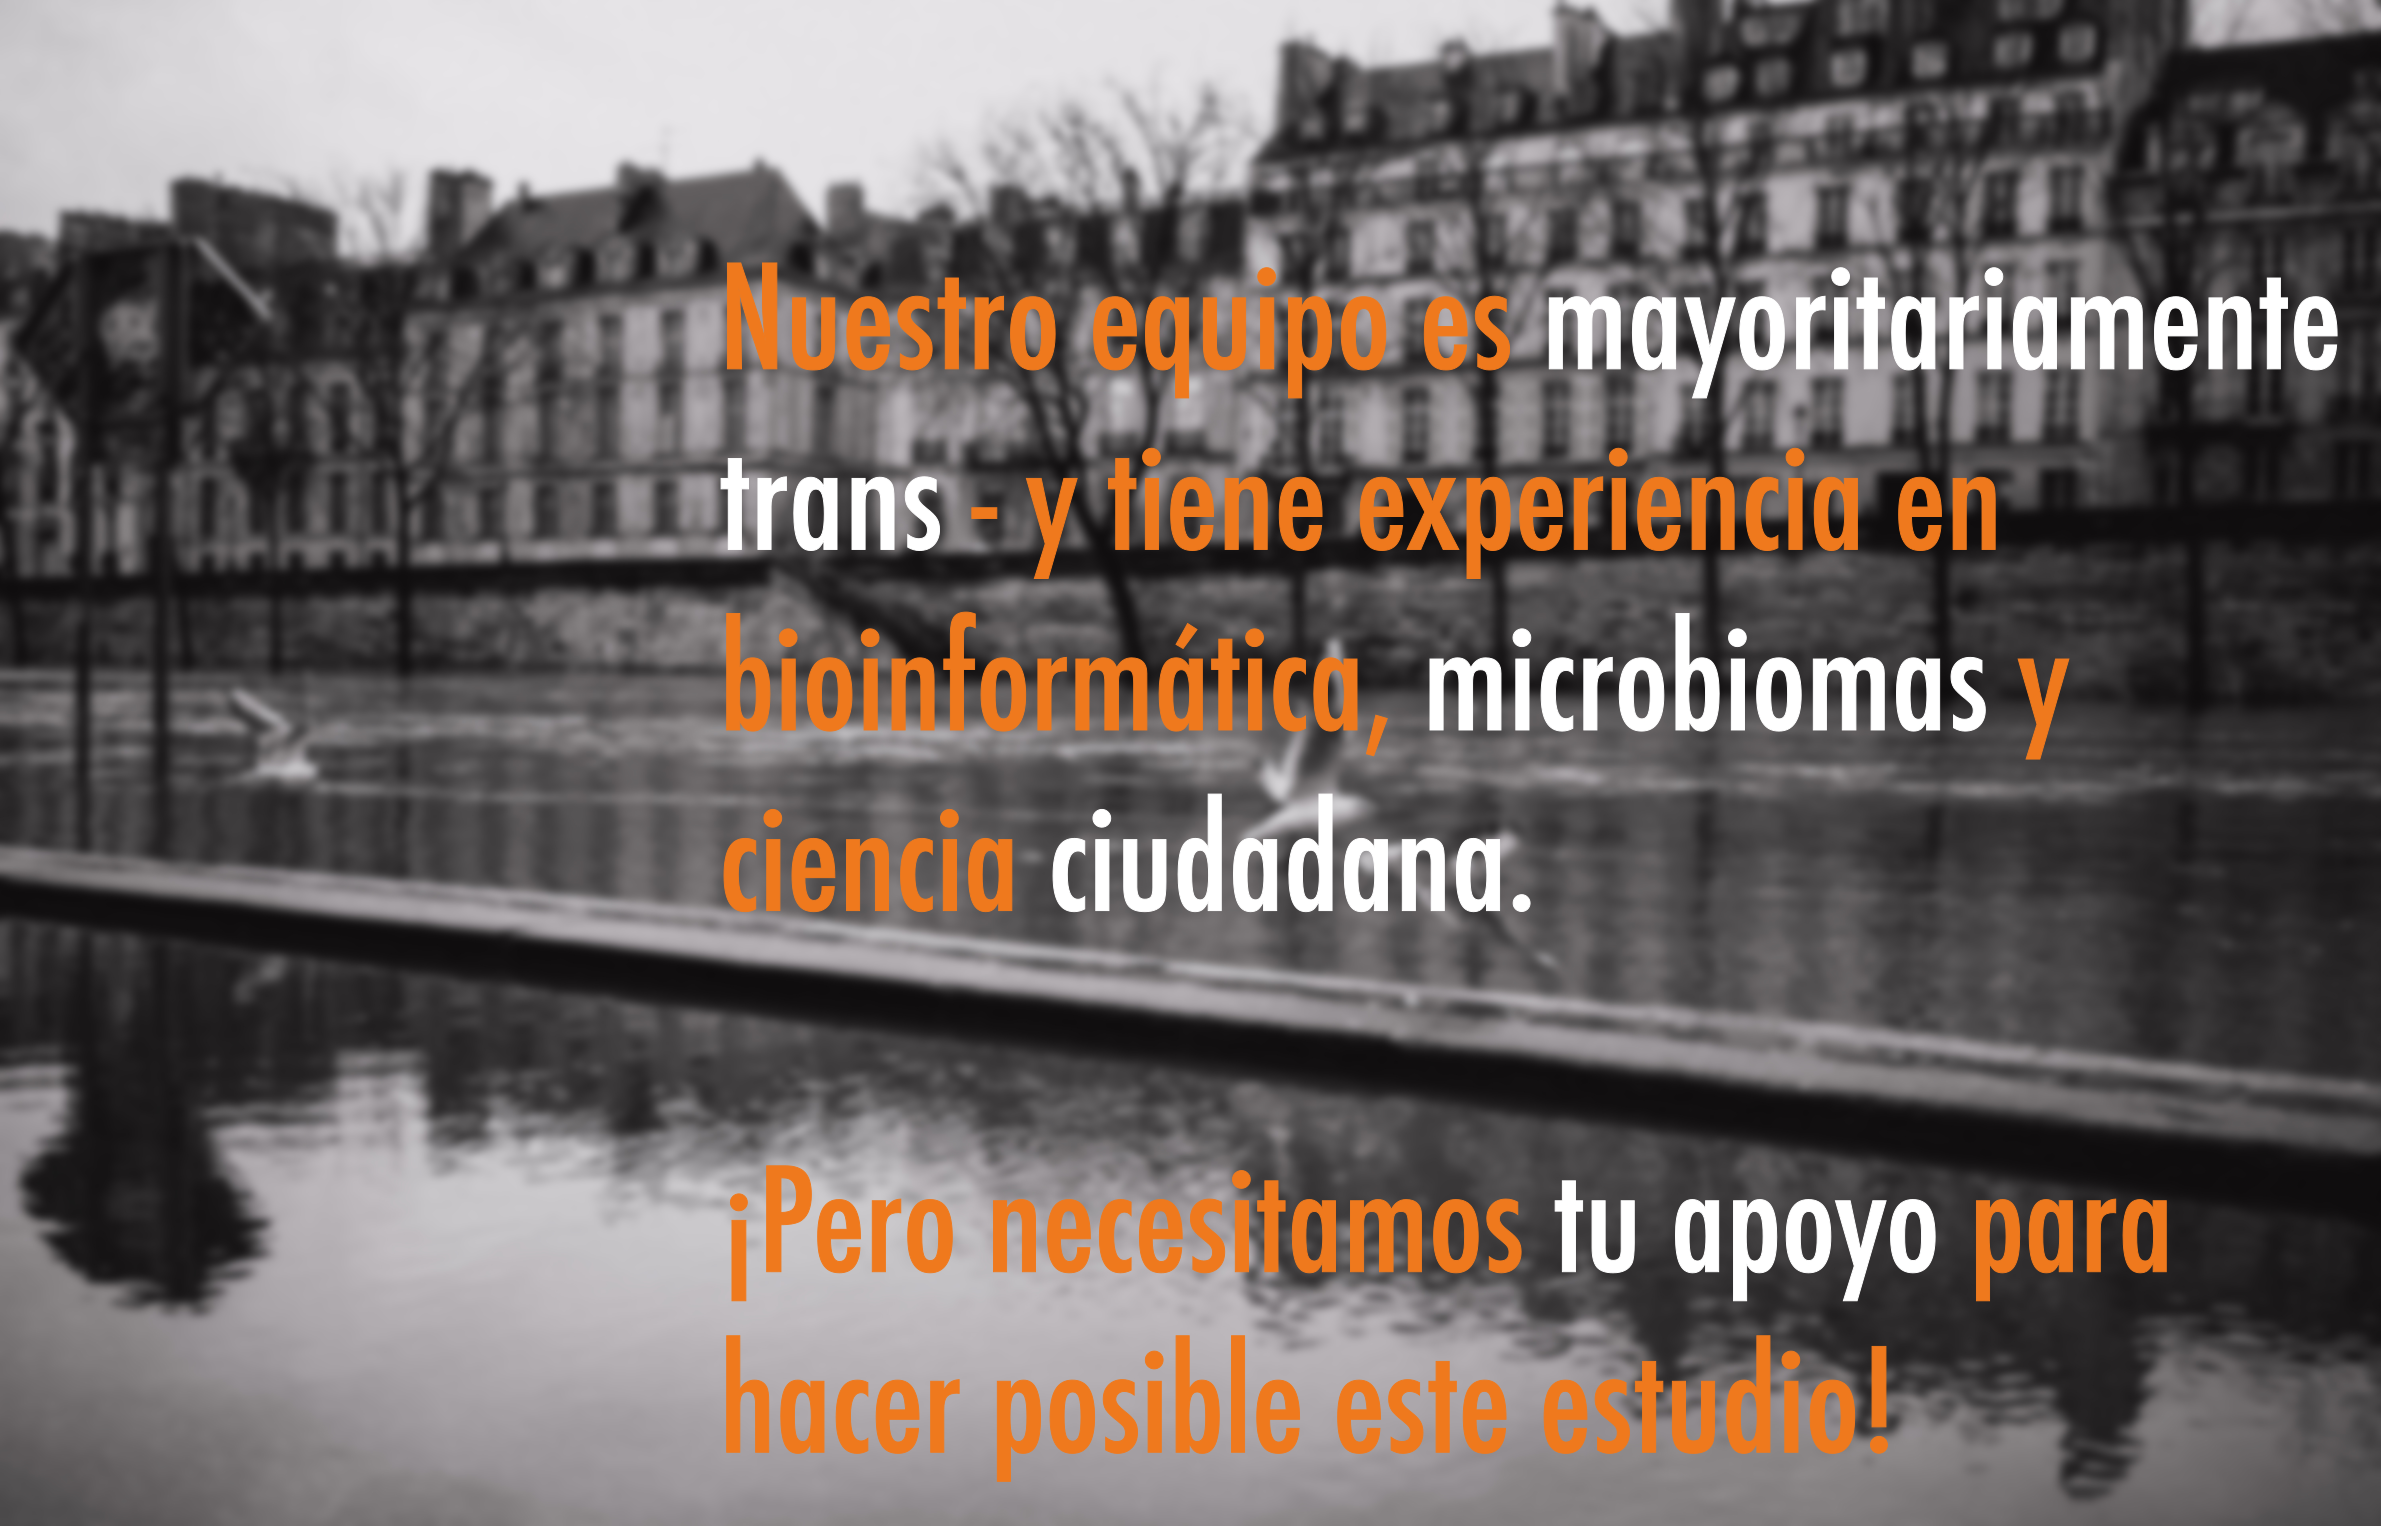 Nuestro equipo es mayoritariamente
trans - y tiene experiencia en
bioinformática, microbiomas y
ciencia ciudadana.
¡Pero necesitamos tu apoyo para
hacer posible este estudio!